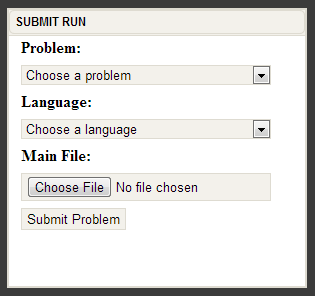 SUBMIT RUN
Problem:
Choose a problem
Language:
Choose a language
Main File:
Choose File No file chosen
Submit Problem